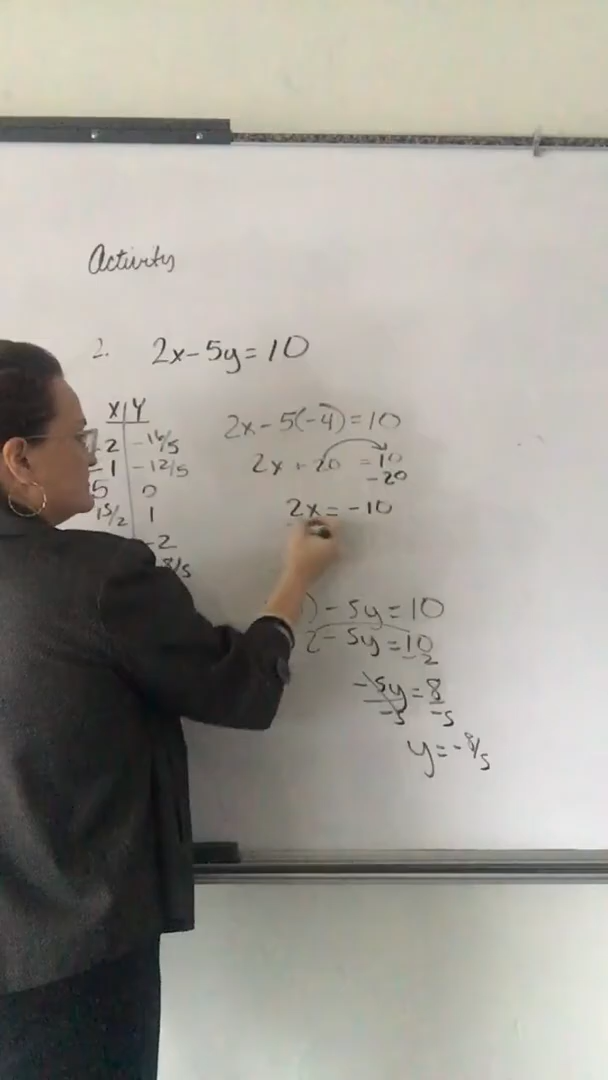 Activity
2. 2x-5y=10
X|Y
-2 -14/5
-1 -12/5
5 0
15/2 1
-2
8/5
2x-5(-4)=10
2x+20=10
-20
2x=-10
)-5y=10
2-5y=10
-2
-5y=8
-5 -5
y=-8/5